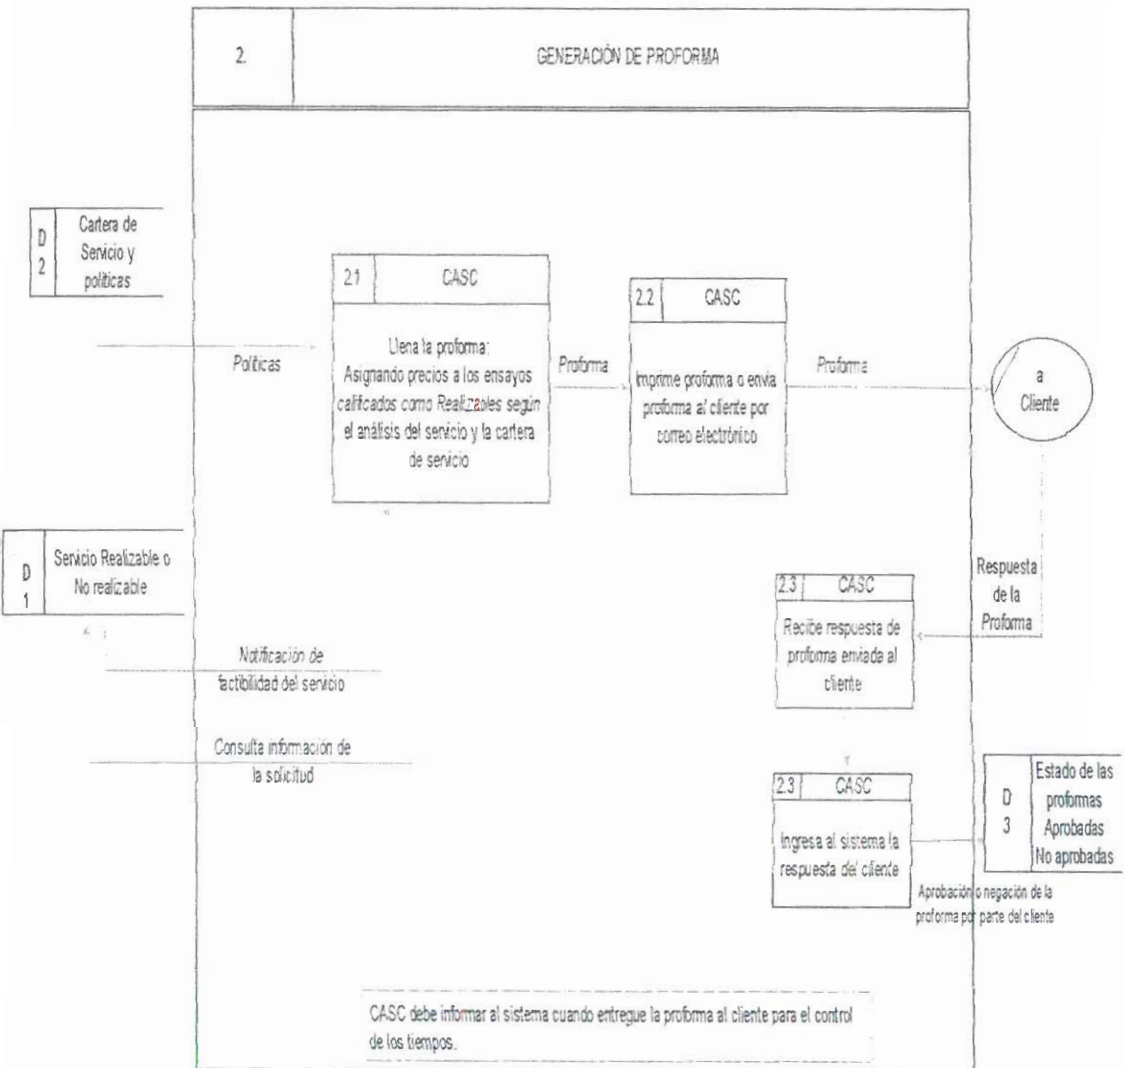 2.
GENERACIÓN DE PROFORMA
D
2
Cartera de
Servicio y
políticas
2.1
CASC
Llena la proforma:
Asignando precios a los ensayos
calificados como Realizables según
el análisis del servicio y la cartera
de servicio
2.2
CASC
Imprime proforma o envia
proforma al cliente por
correo electrónico
Políticas
Proforma
Proforma
a
Cliente
D
1
Servicio Realizable o
No realizable
Respuesta
de la
Proforma
2.3
CASC
Recibe respuesta de
proforma enviada al
cliente
Notificación de
factibilidad del servicio
Consulta información de
la solicitud
2.3
CASC
Ingresa al sistema la
respuesta del cliente
D
3
Estado de las
proformas
Aprobadas
No aprobadas
Aprobación o negación de la
proforma por parte del cliente
CASC debe informar al sistema cuando entregue la proforma al cliente para el control
de los tiempos.